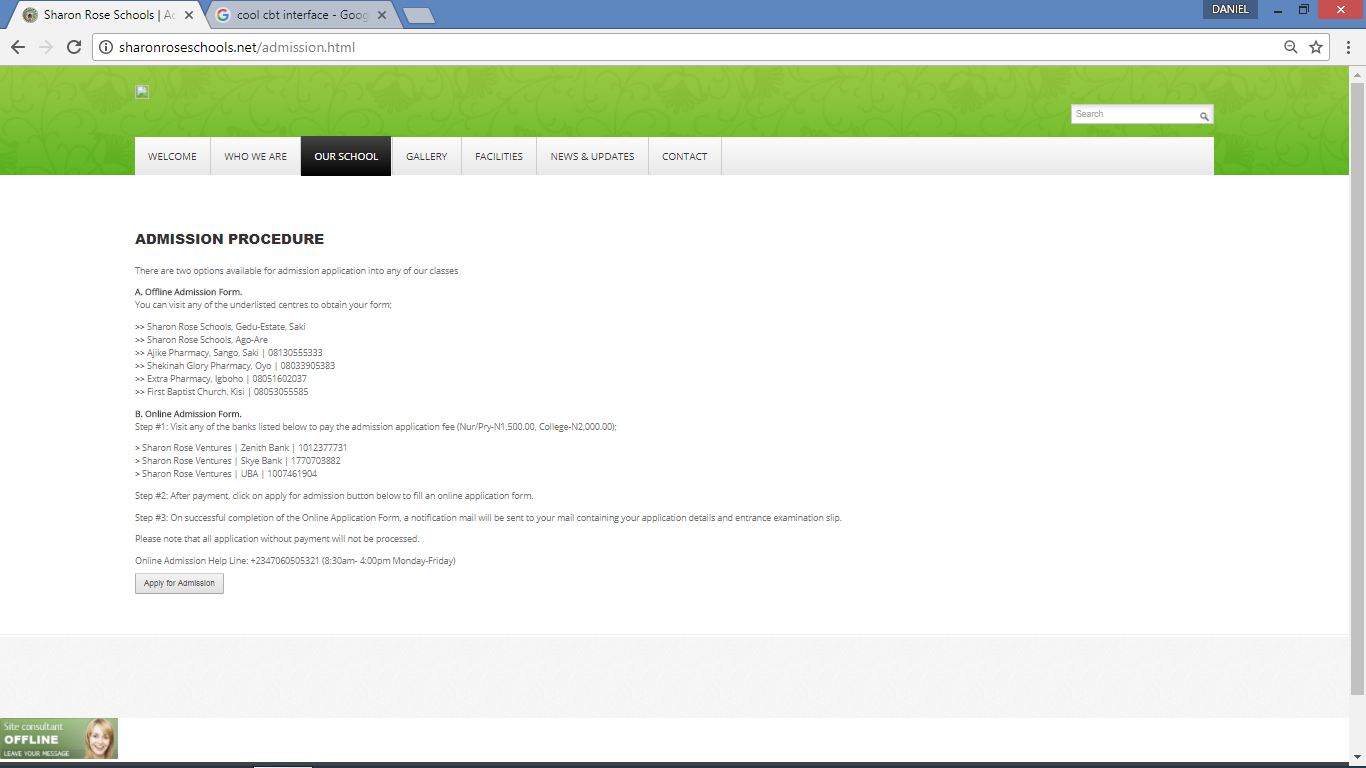 Sharon Rose Schools | Ac
cool cbt interface - Goog
DANIEL
sharonroseschools.net/admission.html
Search
WELCOME
WHO WE ARE
OUR SCHOOL
GALLERY
FACILITIES
NEWS & UPDATES
CONTACT
ADMISSION PROCEDURE
There are two options available for admission application into any of our classes
A. Offline Admission Form.
You can visit any of the underlisted centres to obtain your form;
>> Sharon Rose Schools, Gedu-Estate, Saki
>> Sharon Rose Schools, Ago-Are
>> Ajike Pharmacy, Sango, Saki | 08130555333
>> Shekinah Glory Pharmacy, Oyo | 08033905383
>> Extra Pharmacy, Igboho | 08051602037
>> First Baptist Church, Kisi | 08053055585
B. Online Admission Form.
Step #1: Visit any of the banks listed below to pay the admission application fee (Nur/Pry-N1,500.00, College-N2,000.00);
> Sharon Rose Ventures | Zenith Bank | 1012377731
> Sharon Rose Ventures | Skye Bank | 1770703882
> Sharon Rose Ventures | UBA | 1007461904
Step #2: After payment, click on apply for admission button below to fill an online application form.
Step #3: On successful completion of the Online Application Form, a notification mail will be sent to your mail containing your application details and entrance examination slip.
Please note that all application without payment will not be processed.
Online Admission Help Line: +2347060505321 (8:30am- 4:00pm Monday-Friday)
Apply for Admission
Site consultant
OFFLINE
LEAVE YOUR MESSAGE